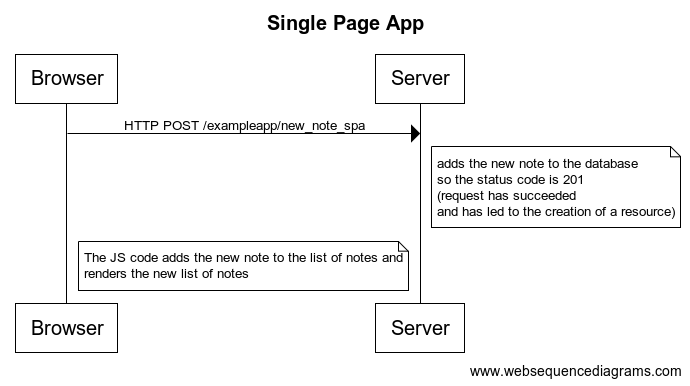 Single Page App
Browser
Server
HTTP POST /exampleapp/new_note_spa
adds the new note to the database
so the status code is 201
(request has succeeded
and has led to the creation of a resource)
The JS code adds the new note to the list of notes and
renders the new list of notes
Browser
Server
www.websequencediagrams.com